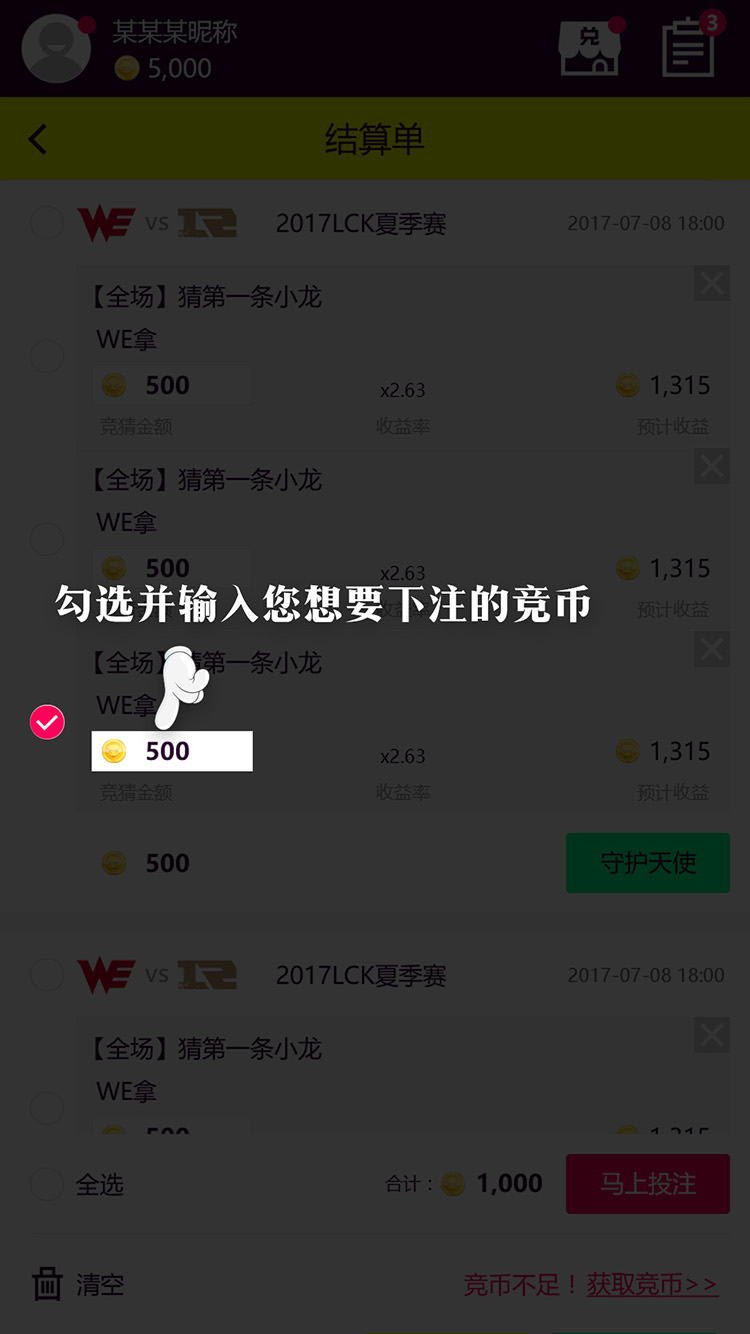 某某某昵称
5,000
兑
3
结算单
WE VS
2017LCK夏季赛
2017-07-08 18:00
【全场】猜第一条小龙
WE拿
500 x2.63 1,315
竞猜金额 收益率 预计收益
【全场】猜第一条小龙
WE拿
500 x2.63 1,315
预计收益
勾选并输入您想要下注的竞币
【全场】猜第一条小龙
WE拿
500 x2.63 1,315
竞猜金额 收益率 预计收益
500 守护天使
WE VS
2017LCK夏季赛
2017-07-08 18:00
【全场】猜第一条小龙
WE拿
500 1,315
全选 合计： 1,000 马上投注
清空 竞币不足！获取竞币>>